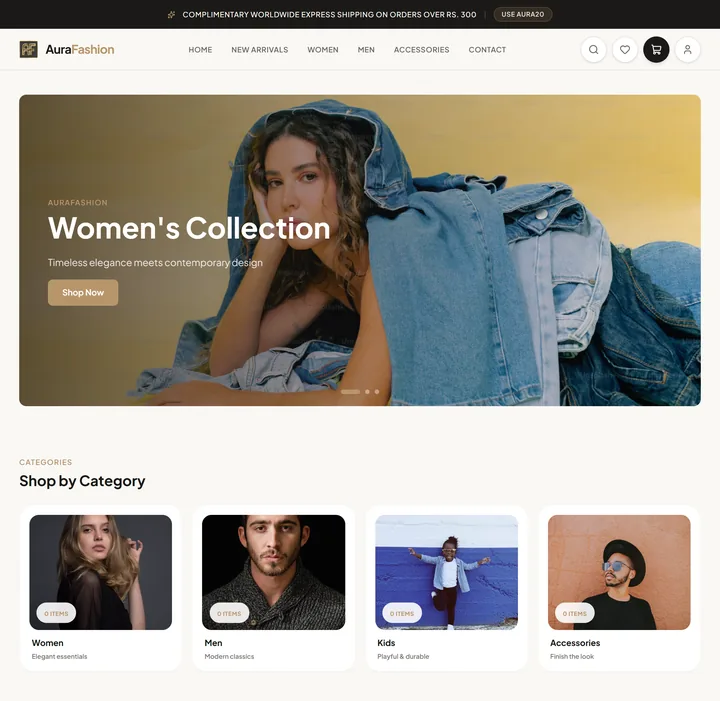 COMPLIMENTARY WORLDWIDE EXPRESS SHIPPING ON ORDERS OVER RS. 300 | USE AURA20
AuraFashion
HOME NEW ARRIVALS WOMEN MEN ACCESSORIES CONTACT
AURAFASHION
Women's Collection
Timeless elegance meets contemporary design
Shop Now
CATEGORIES
Shop by Category
0 ITEMS 0 ITEMS 0 ITEMS 0 ITEMS
Women Men Kids Accessories
Elegant essentials Modern classics Playful & durable Finish the look